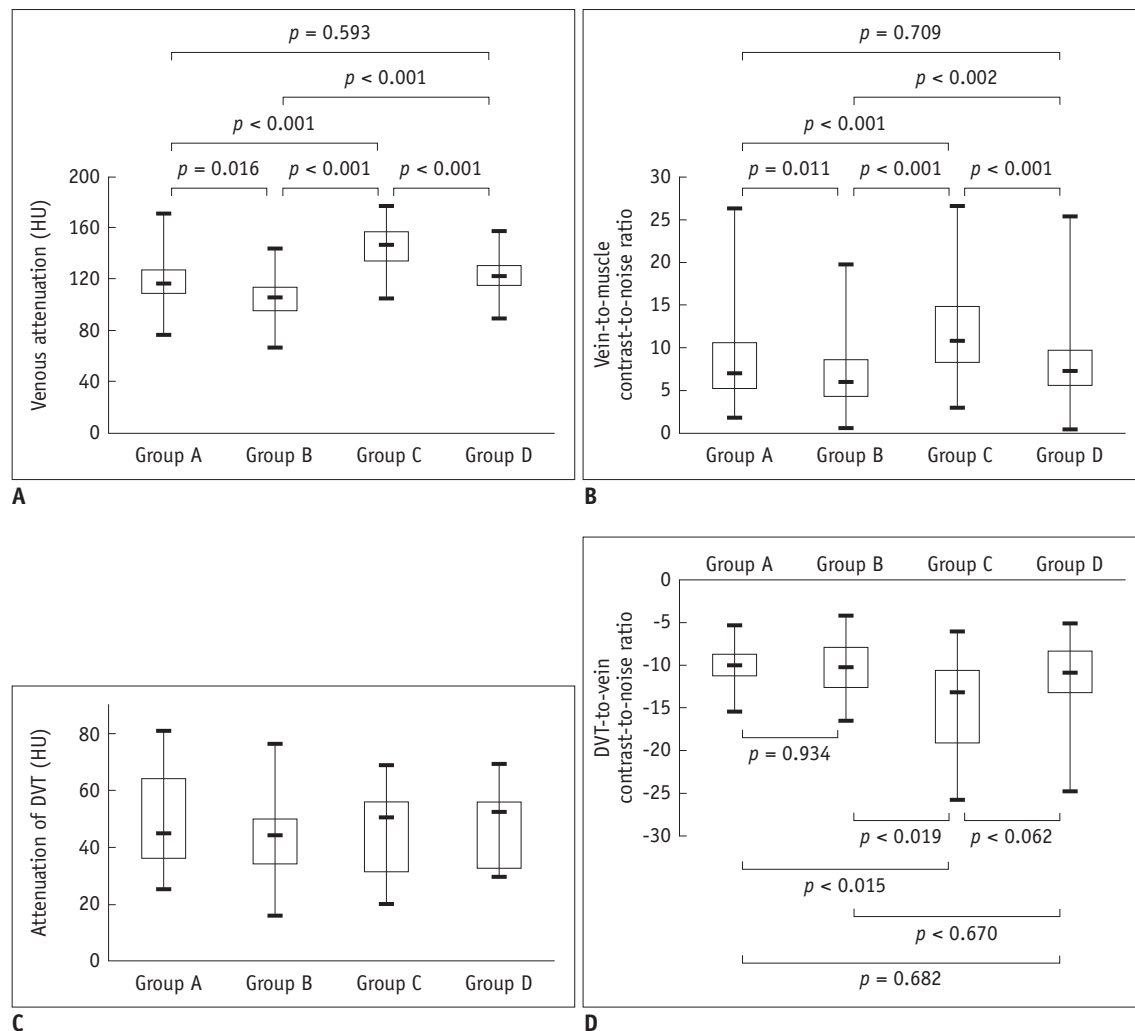 p = 0.593
p < 0.001
p < 0.001
p = 0.016
p < 0.001
p < 0.001
Venous attenuation (HU)
200
160
120
80
40
0
Group A
Group B
Group C
Group D
A
p = 0.709
p < 0.002
p < 0.001
p = 0.011
p < 0.001
p < 0.001
Vein-to-muscle
contrast-to-noise ratio
30
25
20
15
10
5
0
Group A
Group B
Group C
Group D
B
Attenuation of DVT (HU)
80
60
40
20
0
Group A
Group B
Group C
Group D
C
Group A
Group B
Group C
Group D
DVT-to-vein
contrast-to-noise ratio
0
-5
-10
-15
-20
-25
-30
p = 0.934
p < 0.019
p < 0.062
p < 0.015
p < 0.670
p = 0.682
D